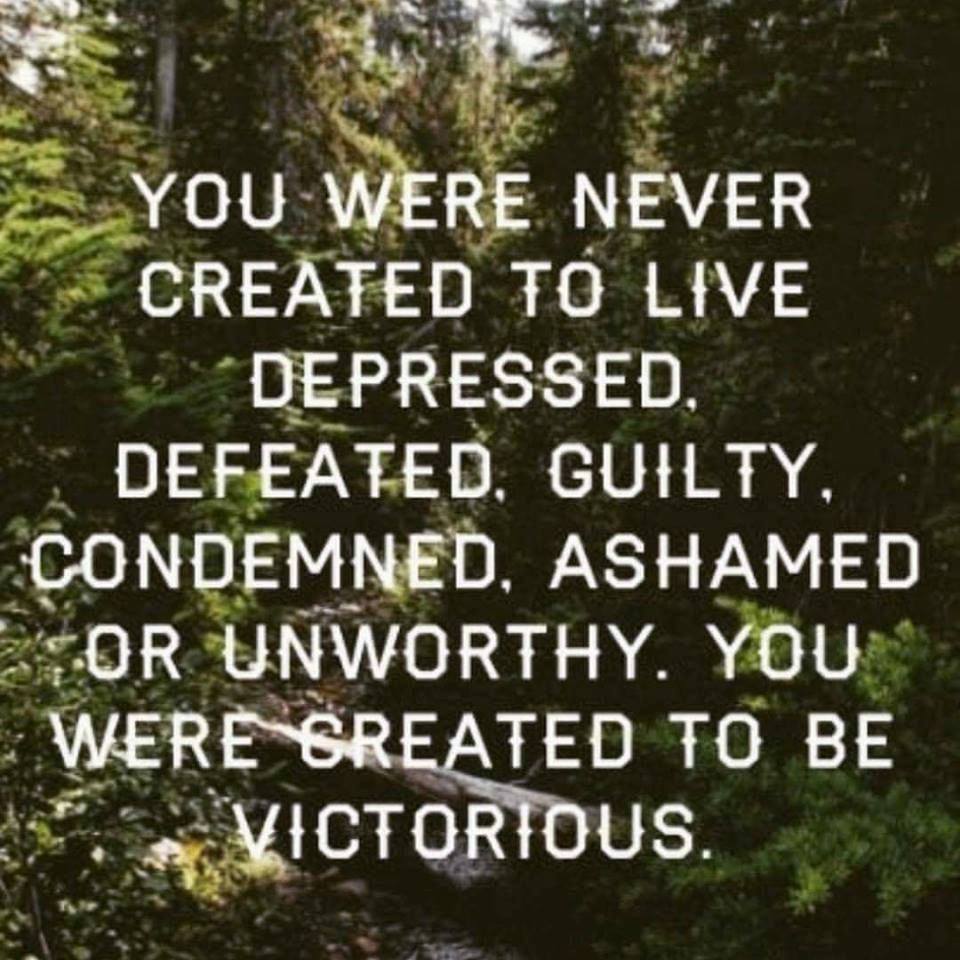 YOU WERE NEVER
CREATED TO LIVE
DEPRESSED,
DEFEATED, GUILTY,
CONDEMNED, ASHAMED
OR UNWORTHY. YOU
WERE CREATED TO BE
VICTORIOUS.